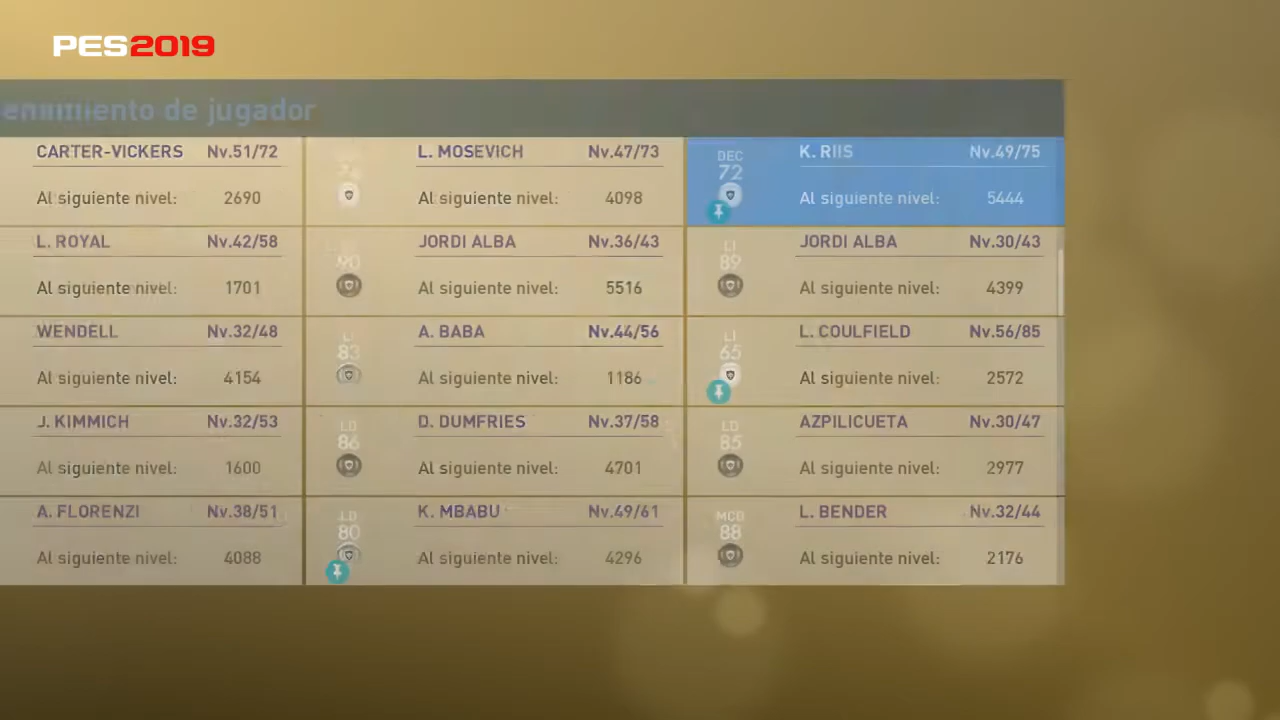 PES2019
de jugador
CARTER-VICKERS Nv.51/72
Al siguiente nivel: 2690
L. MOSEVICH Nv.47/73
Al siguiente nivel: 4098
DEC
72
K. RIIS Nv.49/75
Al siguiente nivel: 5444
L. ROYAL Nv.42/58
Al siguiente nivel: 1701
90
JORDI ALBA Nv.36/43
Al siguiente nivel: 5516
LI
89
JORDI ALBA Nv.30/43
Al siguiente nivel: 4399
WENDELL Nv.32/48
Al siguiente nivel: 4154
LI
83
A. BABA Nv.44/56
Al siguiente nivel: 1186
LI
65
L. COULFIELD Nv.56/85
Al siguiente nivel: 2572
J. KIMMICH Nv.32/53
Al siguiente nivel: 1600
LD
86
D. DUMFRIES Nv.37/58
Al siguiente nivel: 4701
LD
85
AZPILICUETA Nv.30/47
Al siguiente nivel: 2977
A. FLORENZI Nv.38/51
Al siguiente nivel: 4088
LD
80
K. MBABU Nv.49/61
Al siguiente nivel: 4296
MCD
88
L. BENDER Nv.32/44
Al siguiente nivel: 2176